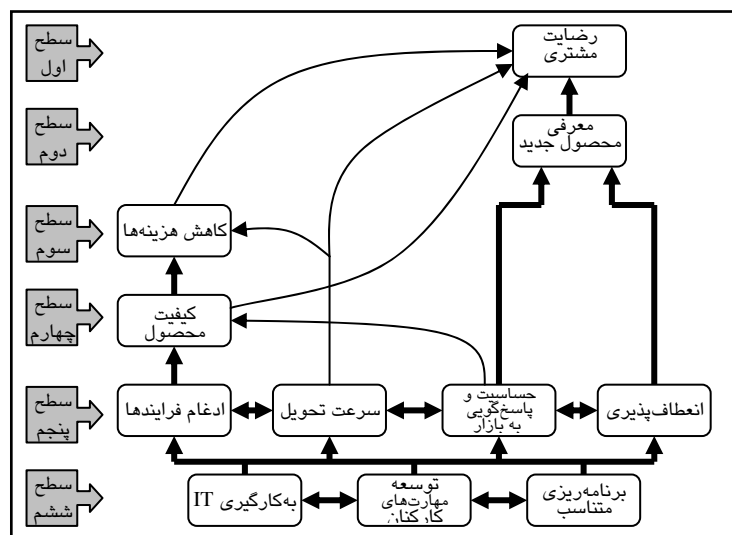 سطح
اول
رضایت
مشتری
سطح
دوم
معرفی
محصول جدید
سطح
سوم
کاهش هزینه‌ها
سطح
چهارم
کیفیت
محصول
سطح
پنجم
انعطاف‌پذیری
حساسیت و
پاسخ‌گویی
به بازار
سرعت تحویل
ادغام فرایندها
سطح
ششم
برنامه‌ریزی
متناسب
توسعه
مهارت‌های
کارکنان
به‌کارگیری IT